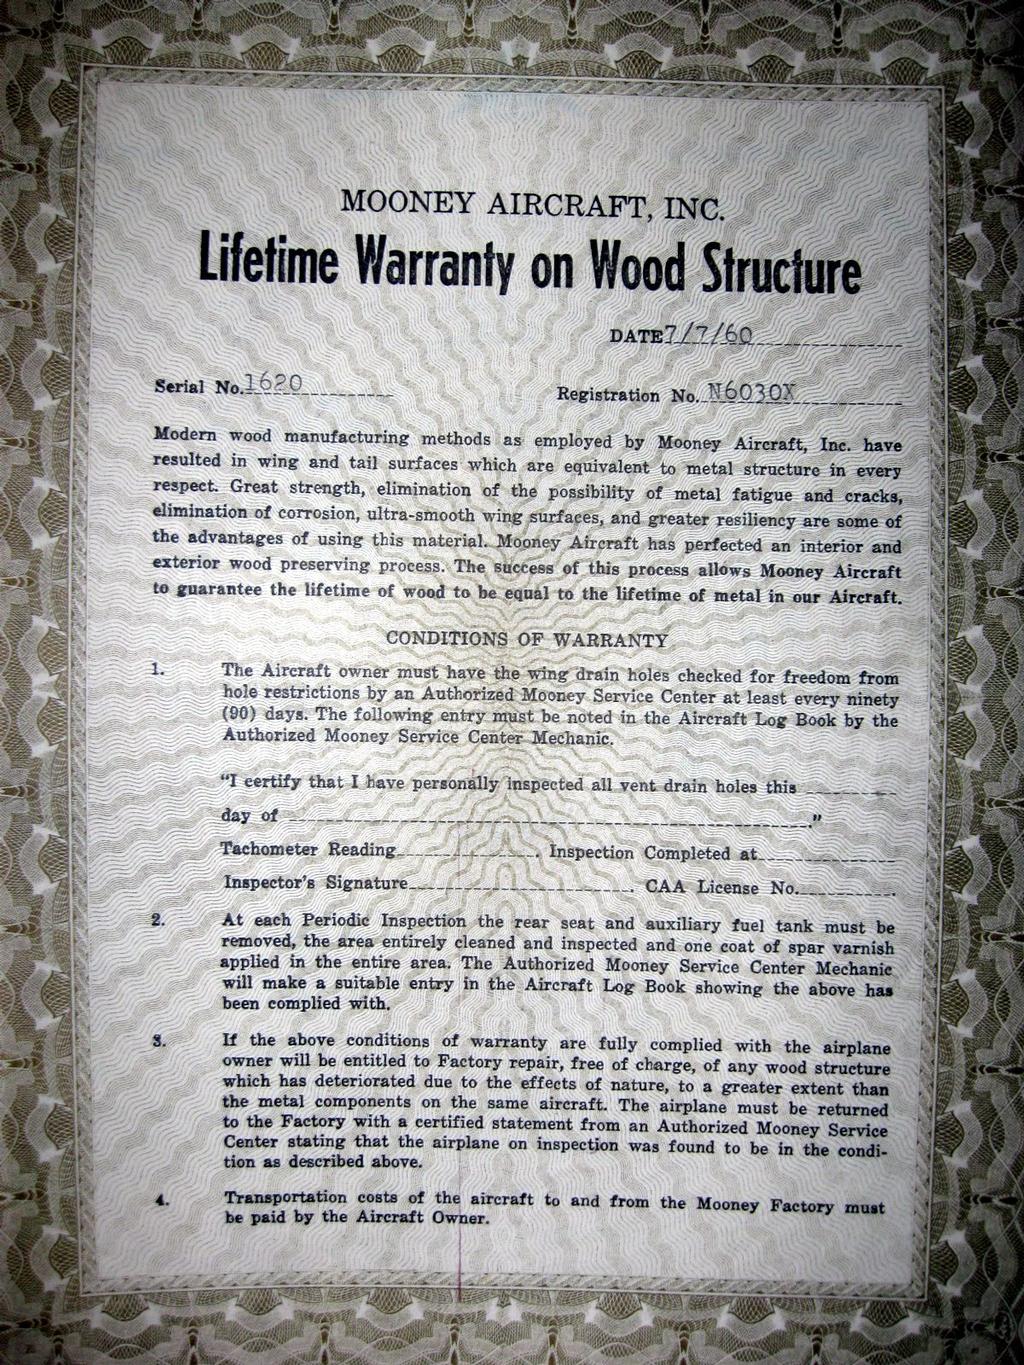 MOONEY AIRCRAFT, INC.
Lifetime Warranty on Wood Structure
DATE 7/7/60
Serial No. 1620
Registration No. N6030X
Modern wood manufacturing methods as employed by Mooney Aircraft, Inc. have
resulted in wing and tail surfaces which are equivalent to metal structure in every
respect. Great strength, elimination of the possibility of metal fatigue and cracks,
elimination of corrosion, ultra-smooth wing surfaces, and greater resiliency are some of
the advantages of using this material. Mooney Aircraft has perfected an interior and
exterior wood preserving process. The success of this process allows Mooney Aircraft
to guarantee the lifetime of wood to be equal to the lifetime of metal in our Aircraft.
CONDITIONS OF WARRANTY
1. The Aircraft owner must have the wing drain holes checked for freedom from
hole restrictions by an Authorized Mooney Service Center at least every ninety
(90) days. The following entry must be noted in the Aircraft Log Book by the
Authorized Mooney Service Center Mechanic.
"I certify that I have personally inspected all vent drain holes this
day of ."
Tachometer Reading . Inspection Completed at
Inspector's Signature . CAA License No. .
2. At each Periodic Inspection the rear seat and auxiliary fuel tank must be
removed, the area entirely cleaned and inspected and one coat of spar varnish
applied in the entire area. The Authorized Mooney Service Center Mechanic
will make a suitable entry in the Aircraft Log Book showing the above has
been complied with.
3. If the above conditions of warranty are fully complied with the airplane
owner will be entitled to Factory repair, free of charge, of any wood structure
which has deteriorated due to the effects of nature, to a greater extent than
the metal components on the same aircraft. The airplane must be returned
to the Factory with a certified statement from an Authorized Mooney Service
Center stating that the airplane on inspection was found to be in the condi-
tion as described above.
4. Transportation costs of the aircraft to and from the Mooney Factory must
be paid by the Aircraft Owner.